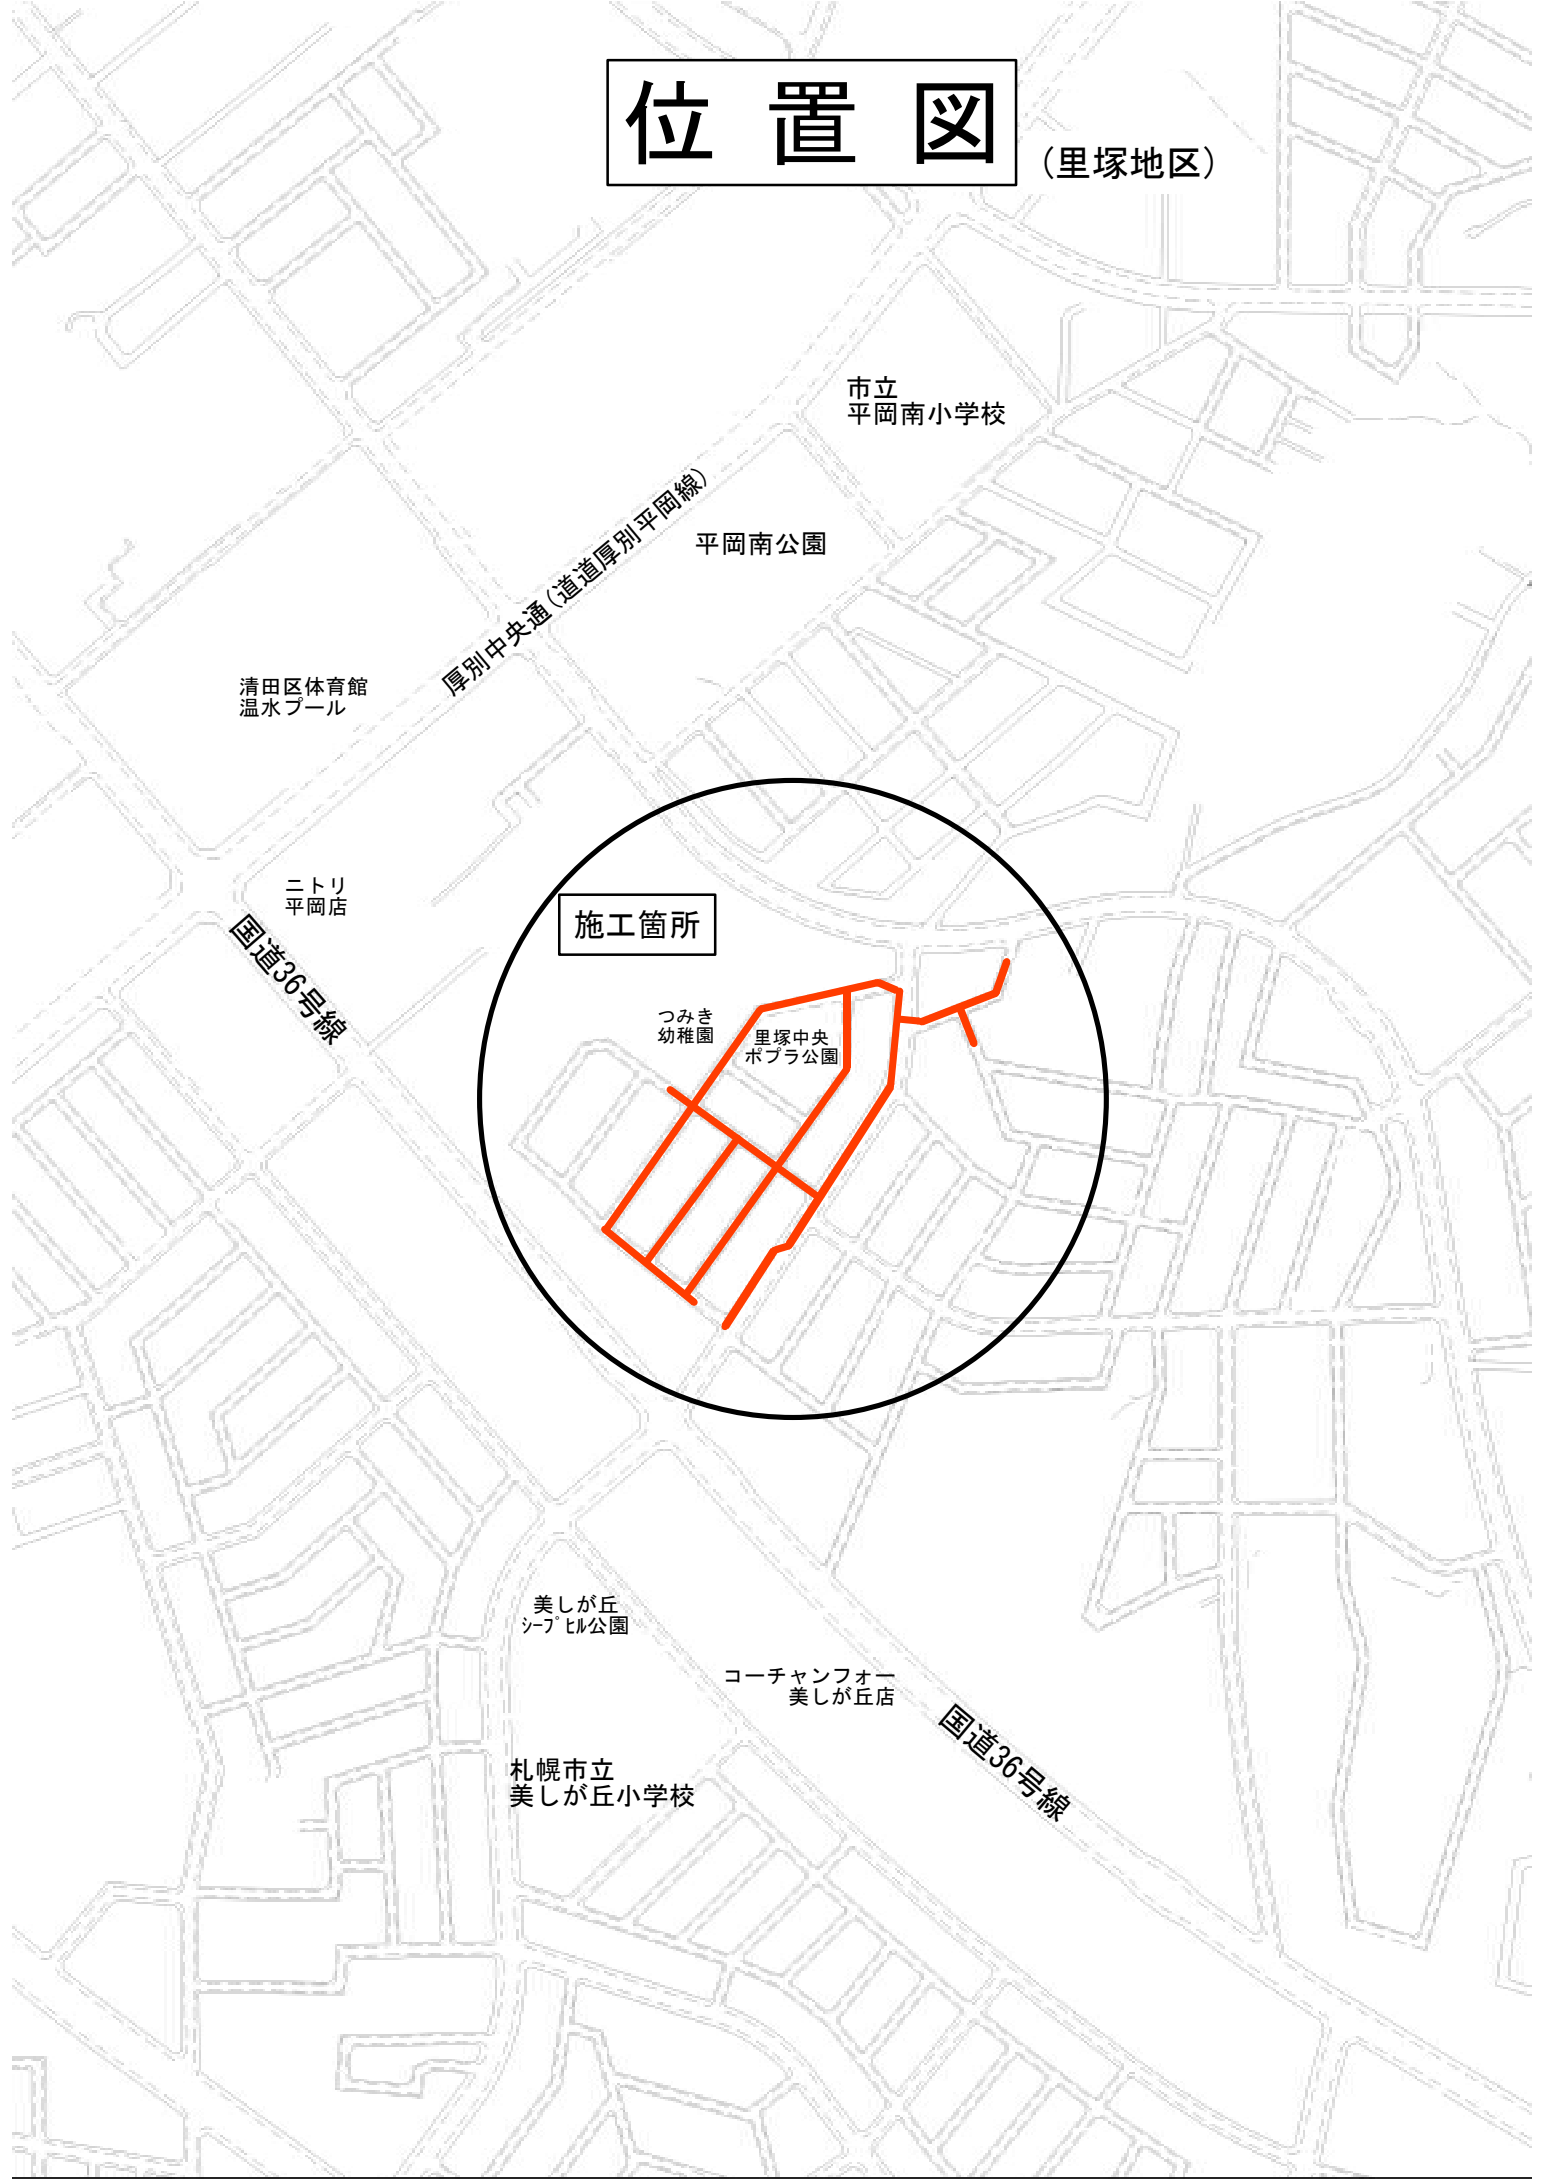 位置図
（里塚地区）
市立
平岡南小学校
厚別中央通（道道厚別平岡線）
平岡南公園
清田区体育館
温水プール
ニトリ
平岡店
国道36号線
施工箇所
つみき
幼稚園
里塚中央
ポプラ公園
美しが丘
ｼｰﾌﾟﾋﾙ公園
コーチャンフォー
美しが丘店
国道36号線
札幌市立
美しが丘小学校